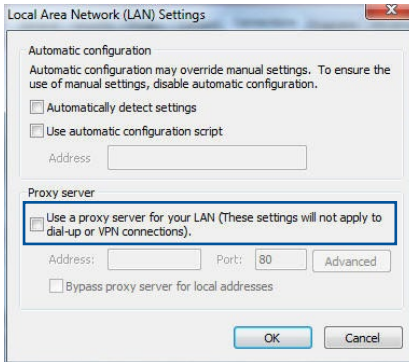 Local Area Network (LAN) Settings
Automatic configuration
Automatic configuration may override manual settings. To ensure the
use of manual settings, disable automatic configuration.
Automatically detect settings
Use automatic configuration script
Address
Proxy server
Use a proxy server for your LAN (These settings will not apply to
dial-up or VPN connections).
Address: Port: 80 Advanced
Bypass proxy server for local addresses
OK Cancel